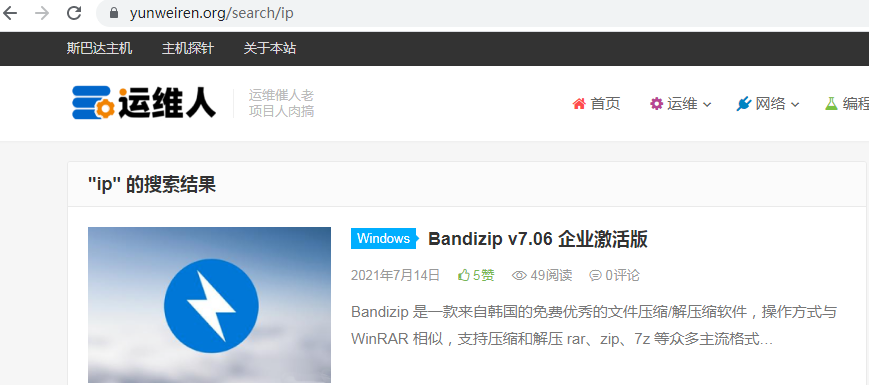 yunweiren.org/search/ip
斯巴达主机 主机探针 关于本站
运维人 运维催人老
项目人肉搞
首页 运维 网络 编程
"ip" 的搜索结果
Windows Bandizip v7.06 企业激活版
2021年7月14日 5赞 49阅读 0评论
Bandizip 是一款来自韩国的免费优秀的文件压缩/解压缩软件，操作方式与
WinRAR 相似，支持压缩和解压 rar、zip、7z 等众多主流格式...